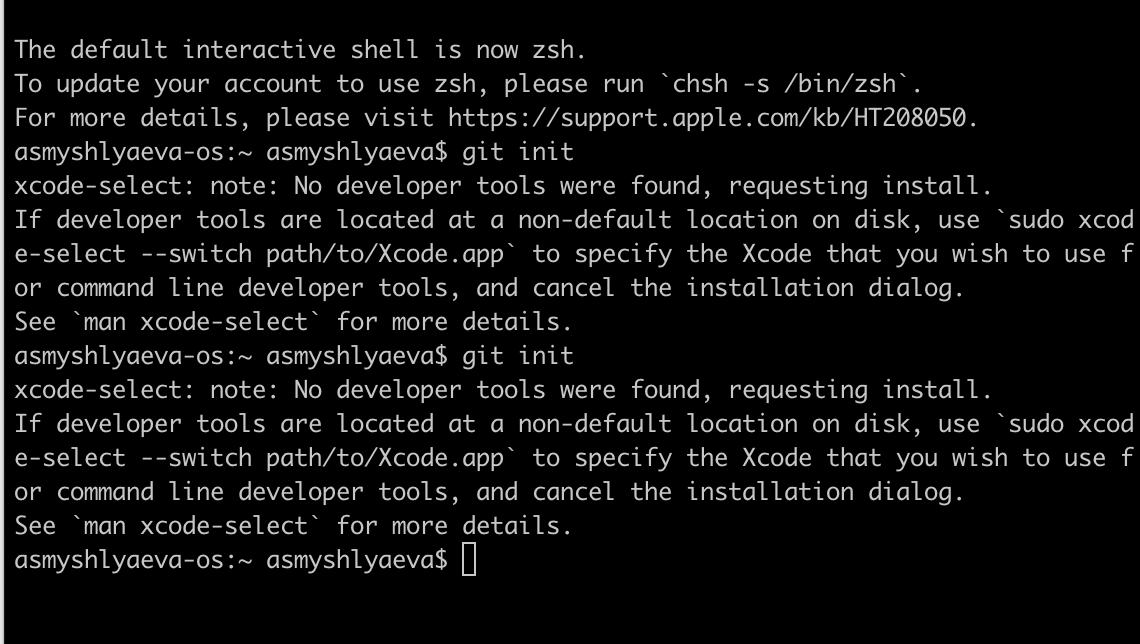 The default interactive shell is now zsh.
To update your account to use zsh, please run `chsh -s /bin/zsh`.
For more details, please visit https://support.apple.com/kb/HT208050.
asmyshlyaeva-os:~ asmyshlyaeva$ git init
xcode-select: note: No developer tools were found, requesting install.
If developer tools are located at a non-default location on disk, use `sudo xcod
e-select --switch path/to/Xcode.app` to specify the Xcode that you wish to use f
or command line developer tools, and cancel the installation dialog.
See `man xcode-select` for more details.
asmyshlyaeva-os:~ asmyshlyaeva$ git init
xcode-select: note: No developer tools were found, requesting install.
If developer tools are located at a non-default location on disk, use `sudo xcod
e-select --switch path/to/Xcode.app` to specify the Xcode that you wish to use f
or command line developer tools, and cancel the installation dialog.
See `man xcode-select` for more details.
asmyshlyaeva-os:~ asmyshlyaeva$